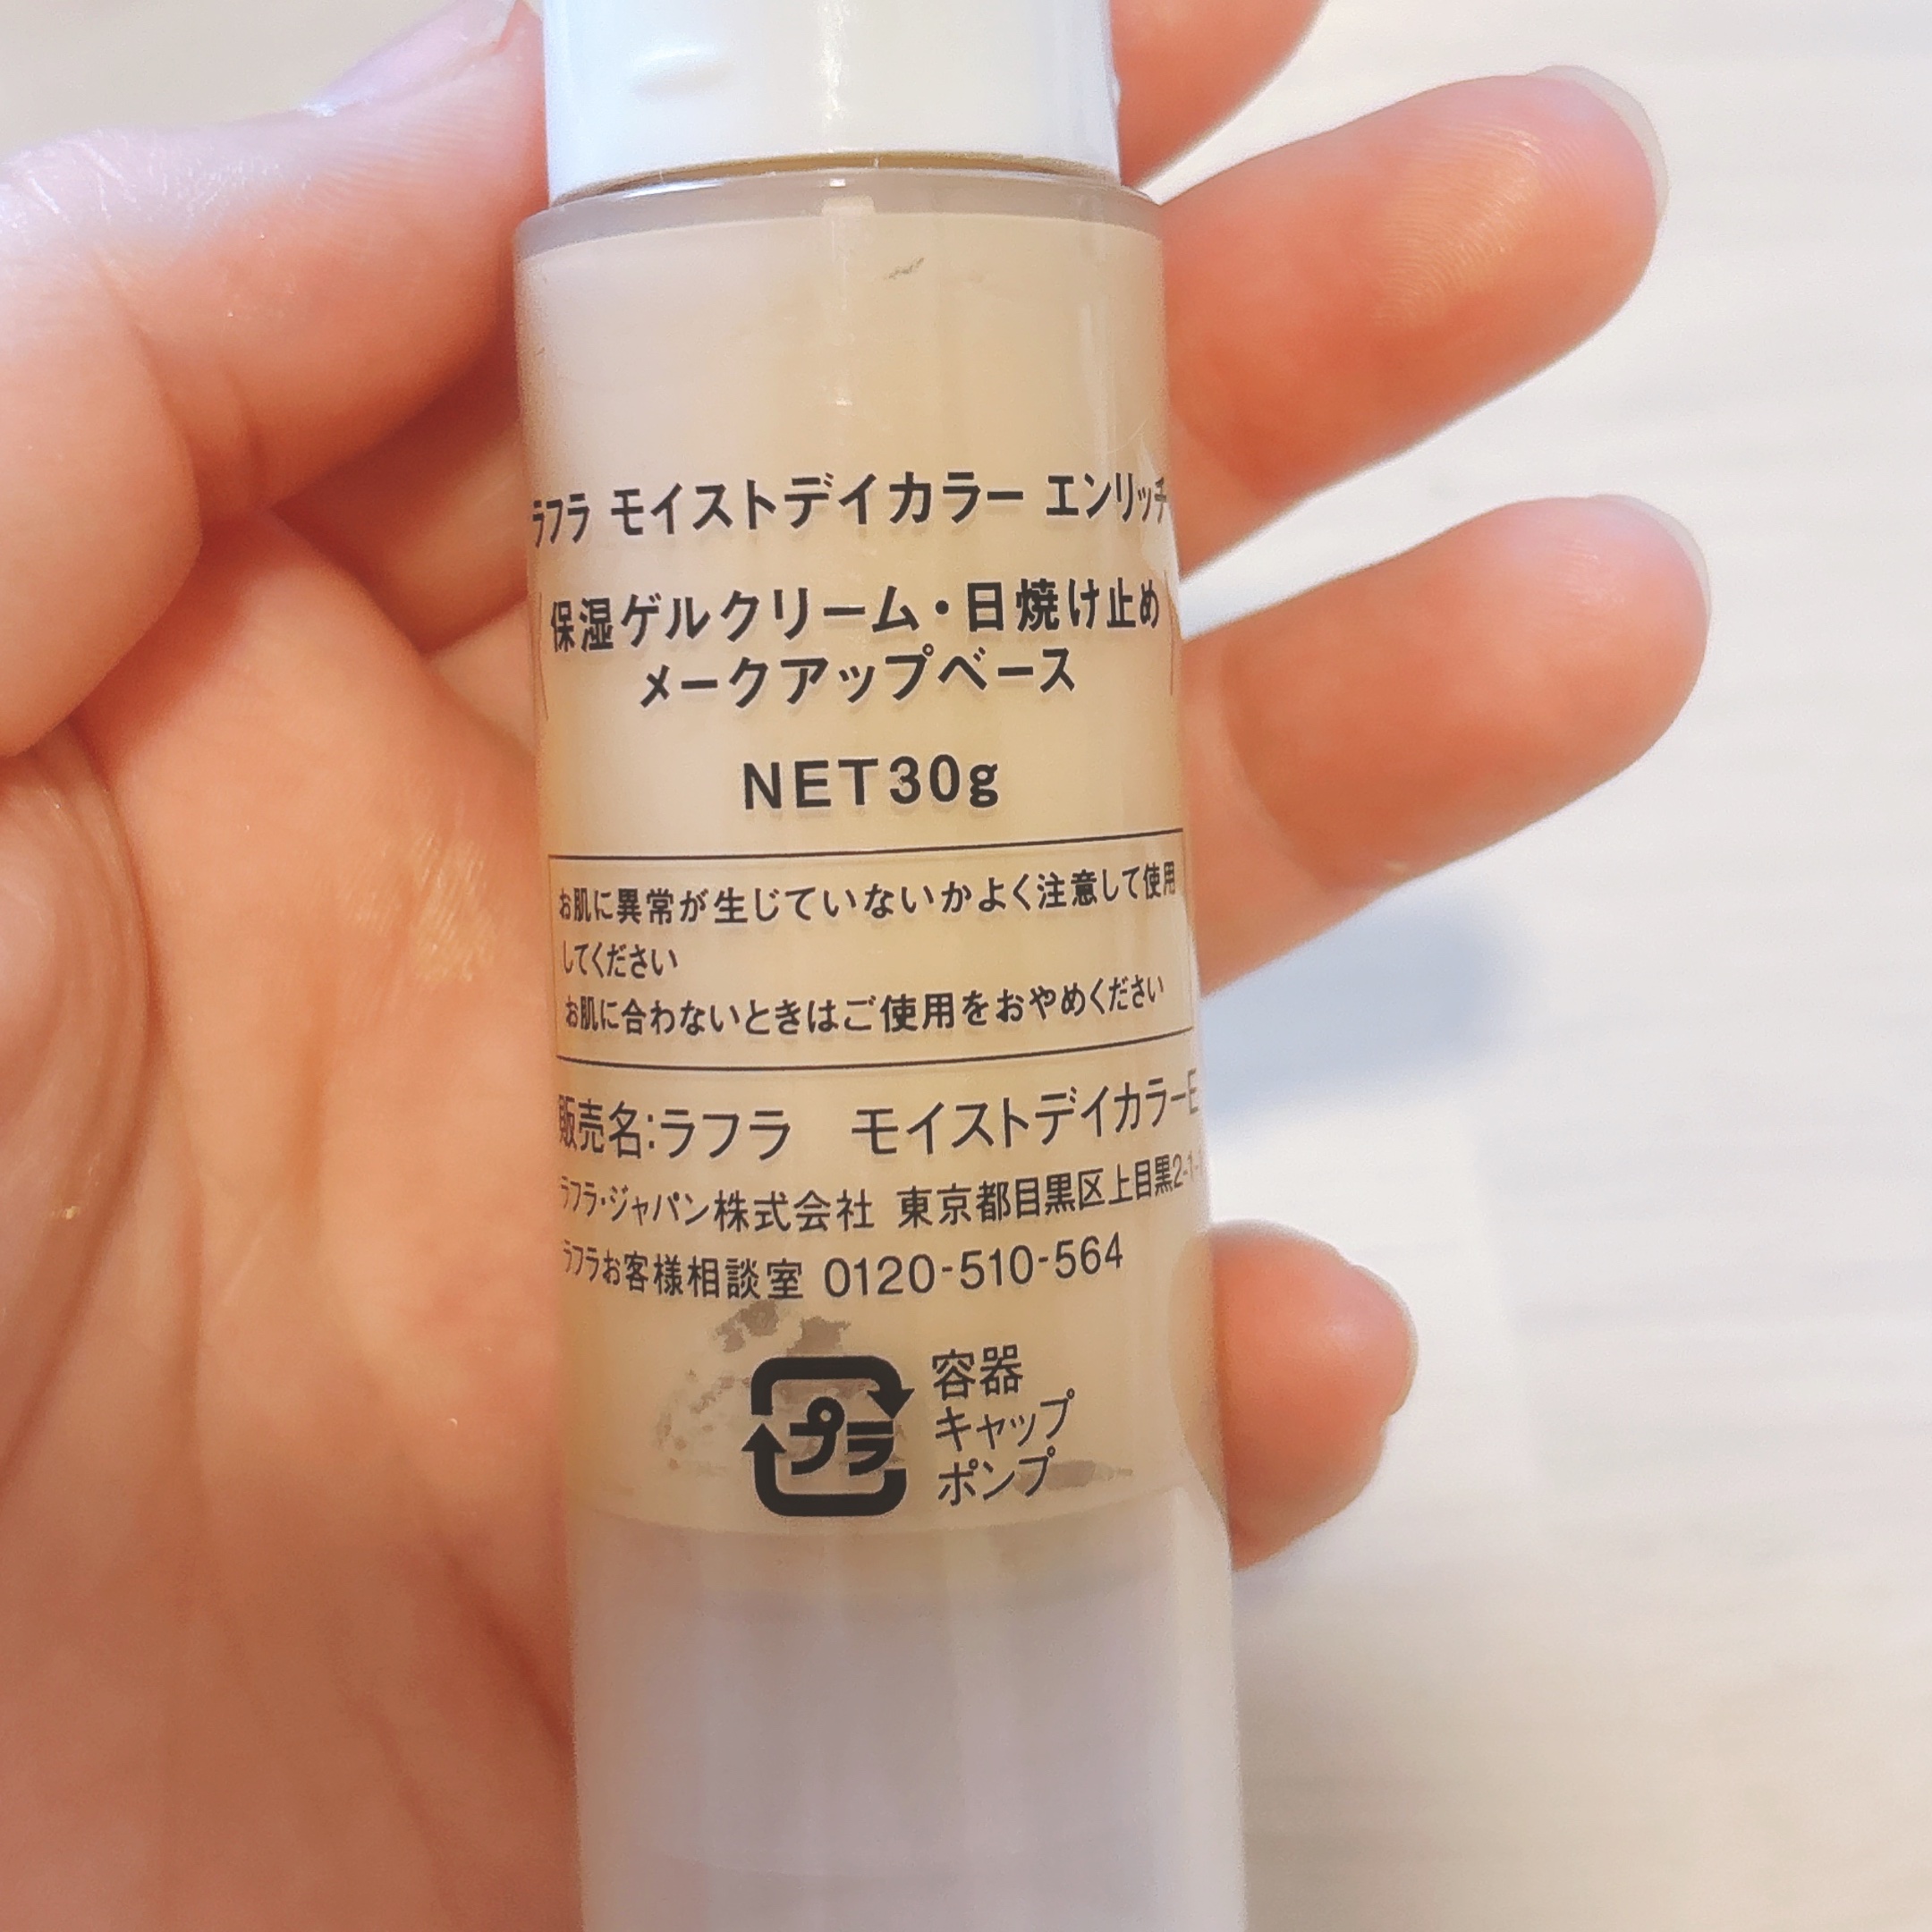 ラフラ モイストデイカラー エンリッチ
保湿ゲルクリーム・日焼け止め
メークアップベース
NET30g
お肌に異常が生じていないかよく注意して使用
してください
お肌に合わないときはご使用をおやめください
販売名:ラフラ　モイストデイカラーE
ラフラ・ジャパン株式会社 東京都目黒区上目黒2-1-
ラフラお客様相談室 0120-510-564
プラ
容器
キャップ
ポンプ